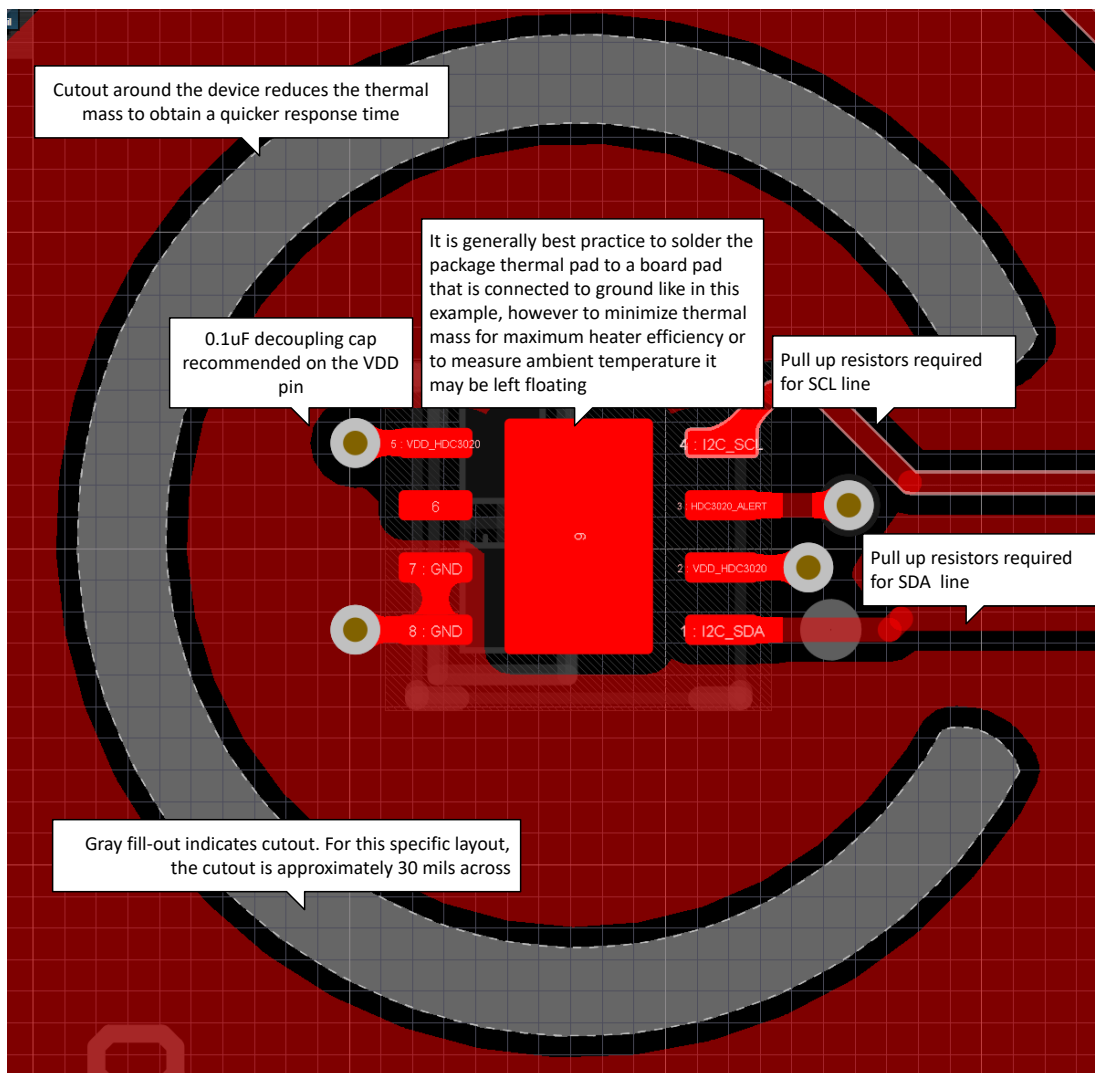 Cutout around the device reduces the thermal
mass to obtain a quicker response time
It is generally best practice to solder the
package thermal pad to a board pad
that is connected to ground like in this
example, however to minimize thermal
mass for maximum heater efficiency or
to measure ambient temperature it
may be left floating
0.1uF decoupling cap
recommended on the VDD
pin
Pull up resistors required
for SCL line
5 : VDD_HDC3020
4 : I2C_SCL
6
3 : HDC3020_ALERT
9
7 : GND
2 : VDD_HDC3020
Pull up resistors required
for SDA line
8 : GND
1 : I2C_SDA
Gray fill-out indicates cutout. For this specific layout,
the cutout is approximately 30 mils across